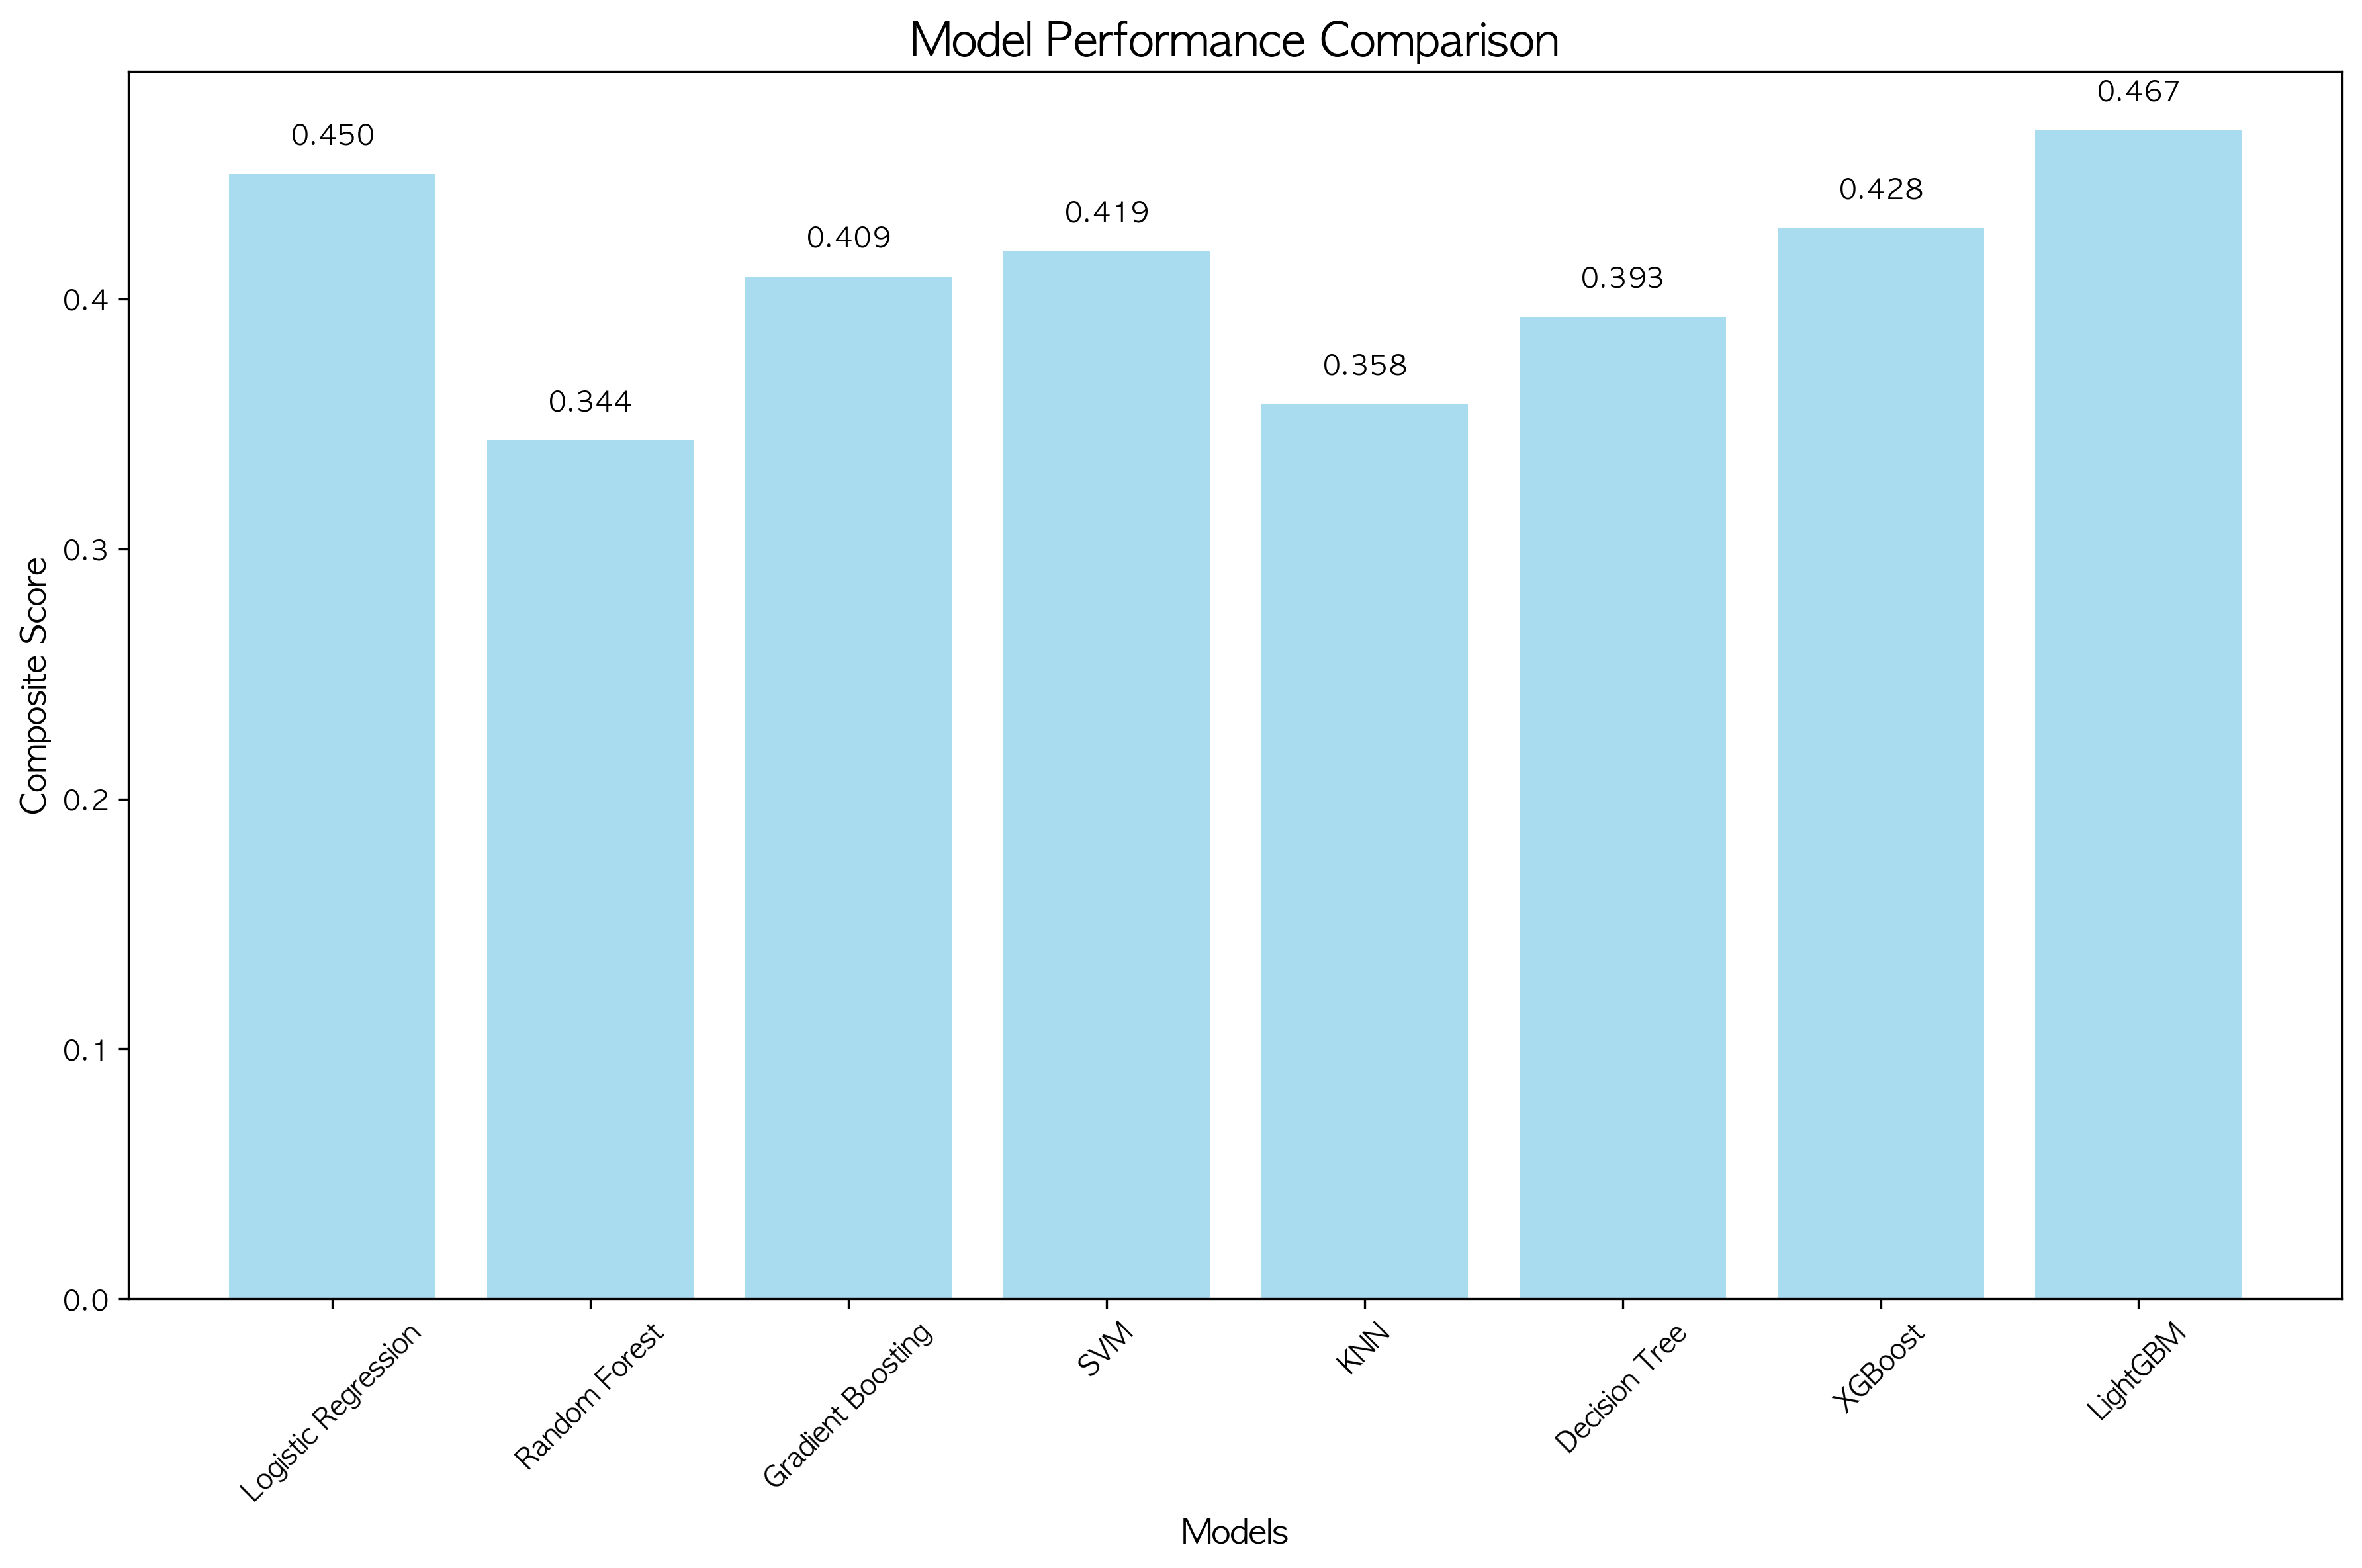 Model Performance Comparison
0.450
0.344
0.409
0.419
0.358
0.393
0.428
0.467
Composite Score
0.4
0.3
0.2
0.1
0.0
Logistic Regression
Random Forest
Gradient Boosting
SVM
KNN
Decision Tree
XGBoost
LightGBM
Models